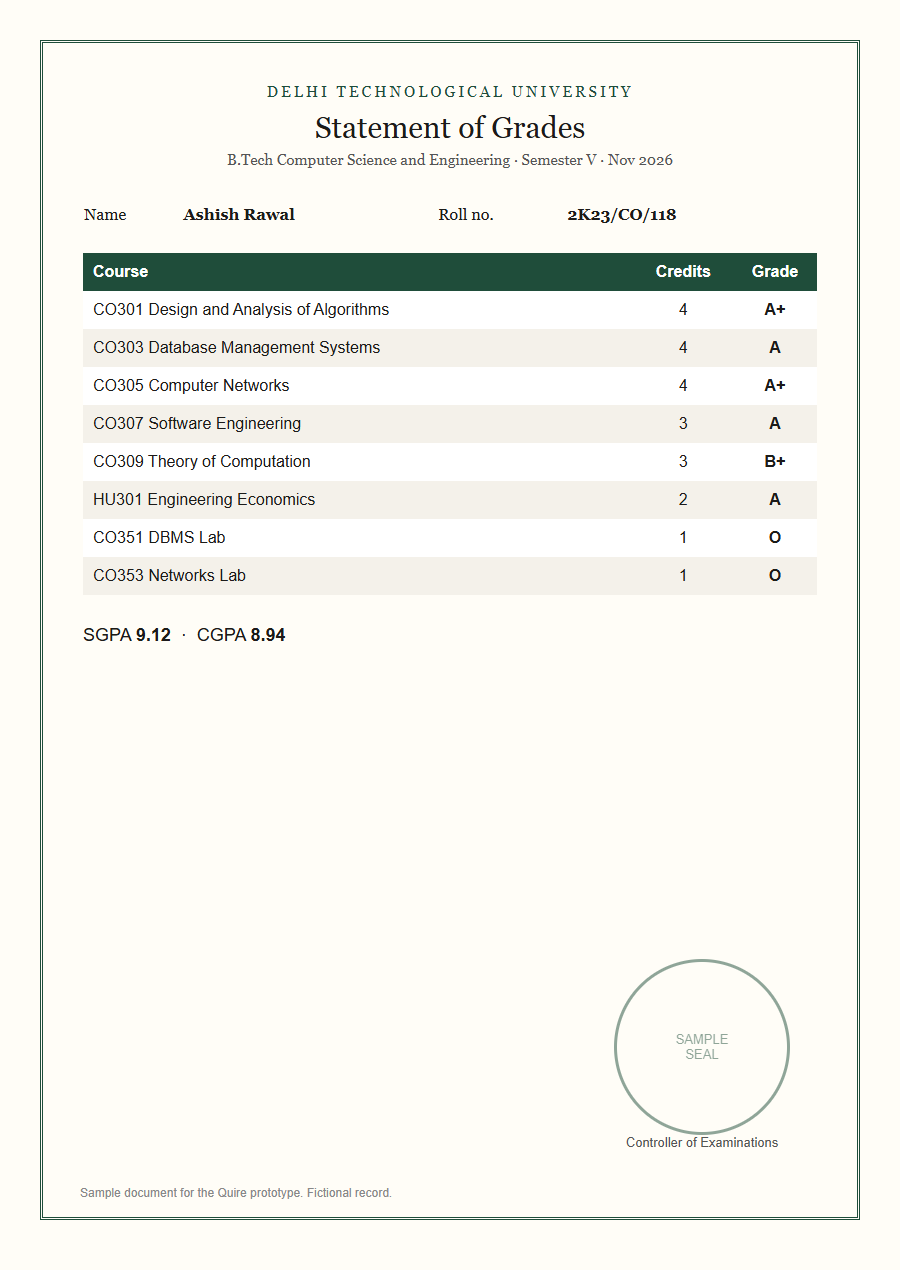 DELHI TECHNOLOGICAL UNIVERSITY
Statement of Grades
B.Tech Computer Science and Engineering · Semester V · Nov 2026
Name Ashish Rawal Roll no. 2K23/CO/118
Course Credits Grade
CO301 Design and Analysis of Algorithms 4 A+
CO303 Database Management Systems 4 A
CO305 Computer Networks 4 A+
CO307 Software Engineering 3 A
CO309 Theory of Computation 3 B+
HU301 Engineering Economics 2 A
CO351 DBMS Lab 1 O
CO353 Networks Lab 1 O
SGPA 9.12 · CGPA 8.94
SAMPLE
SEAL
Controller of Examinations
Sample document for the Quire prototype. Fictional record.